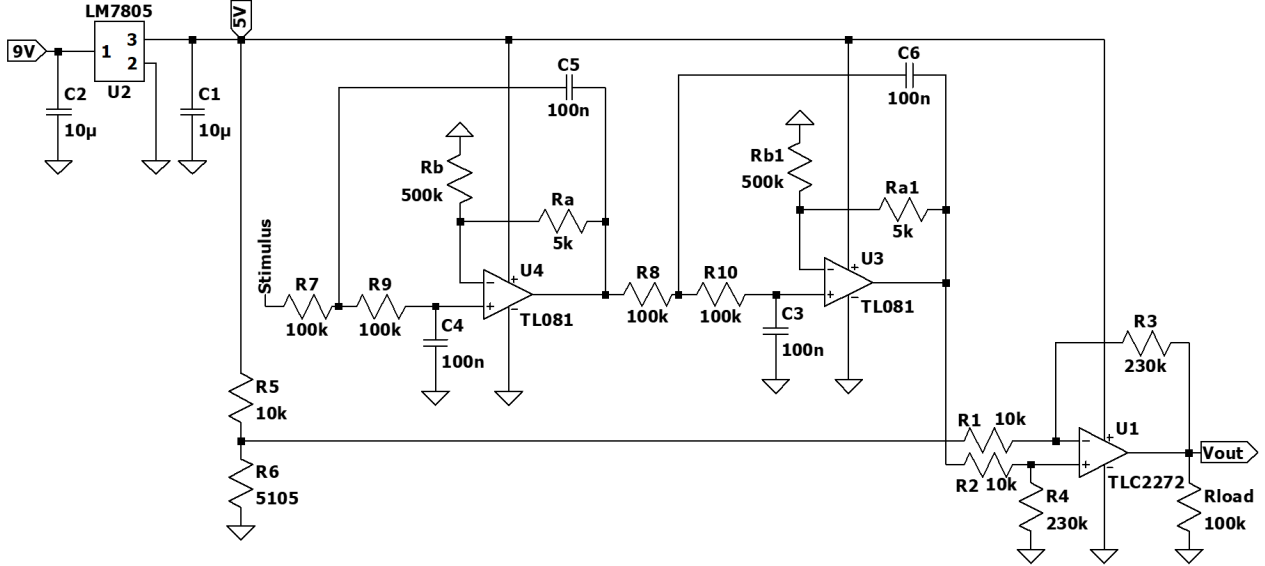 LM7805
9V
1
3
2
U2
5V
C2
10µ
C1
10µ
C5
100n
C6
100n
Rb
500k
Ra
5k
Rb1
500k
Ra1
5k
Stimulus
R7
100k
R9
100k
C4
100n
U4
TL081
R8
100k
R10
100k
C3
100n
U3
TL081
R5
10k
R6
5105
R3
230k
R1 10k
R2 10k
U1
TLC2272
R4
230k
Vout
Rload
100k